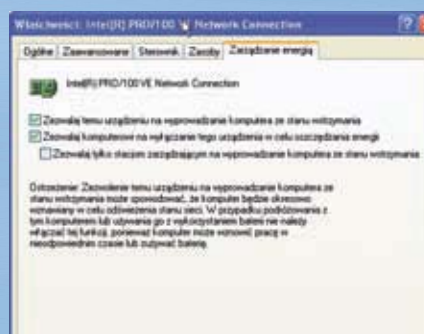 Właściwości: Intel(R) PRO/100 VE Network Connection
Ogólne Zaawansowane Sterownik Zasoby Zarządzanie energią
Intel(R) PRO/100 VE Network Connection
Zezwalaj temu urządzeniu na wyprowadzanie komputera ze stanu wstrzymania
Zezwalaj komputerowi na wyłączanie tego urządzenia w celu oszczędzania energii
Zezwalaj tylko stacjom zarządzającym na wyprowadzanie komputera ze stanu wstrzymania
Ostrzeżenie: Zezwolenie temu urządzeniu na wyprowadzanie komputera ze
stanu wstrzymania może spowodować, że komputer będzie okresowo
wznawiany w celu odświeżenia stanu sieci. W przypadku podróżowania z
tym komputerem lub używania go z wykorzystaniem baterii nie należy
włączać tej funkcji, ponieważ komputer może wznowić pracę w
nieodpowiednim czasie lub zużywać baterię.